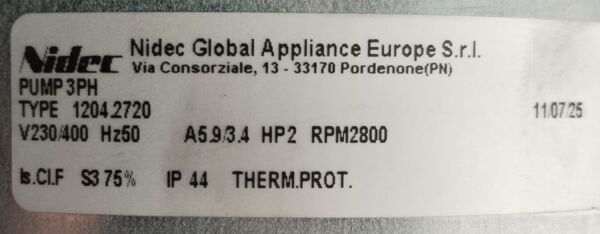 Nidec Nidec Global Appliance Europe S.r.l.
Via Consorziale, 13 - 33170 Pordenone(PN)
PUMP 3PH
TYPE 1204.2720 11.07.25
V230/400 Hz50 A5.9/3.4 HP2 RPM2800
Is.Cl.F S3 75% IP 44 THERM.PROT.